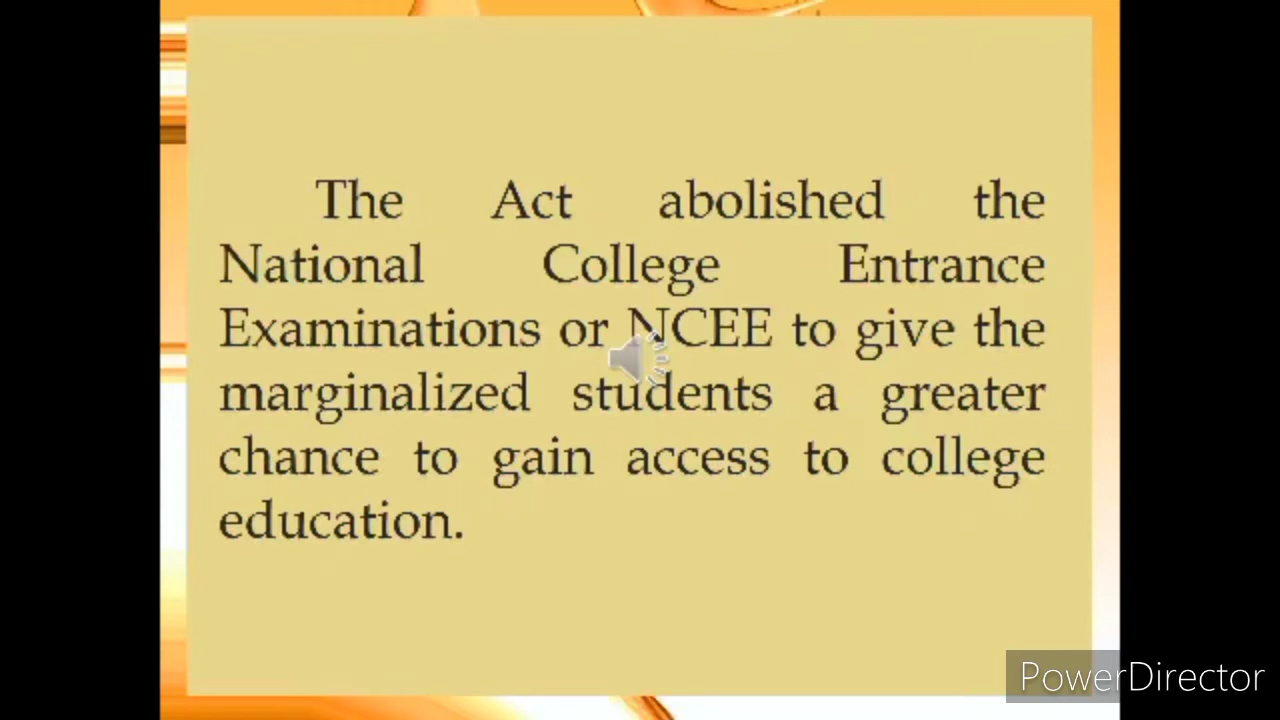 The Act abolished the
National College Entrance
Examinations or NCEE to give the
marginalized students a greater
chance to gain access to college
education.
PowerDirector